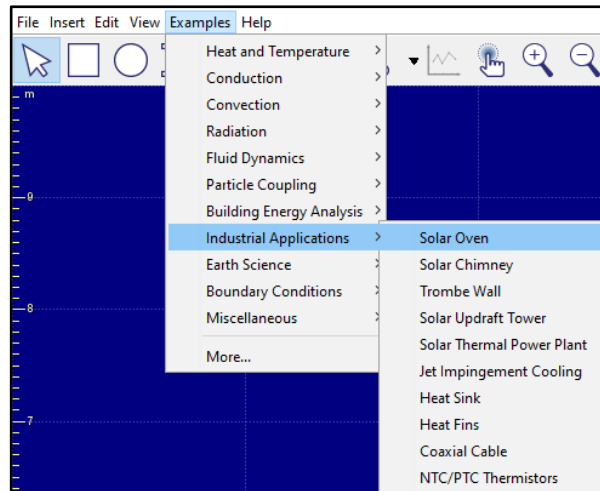 File Insert Edit View Examples Help
m
Heat and Temperature
Conduction
Convection
Radiation
Fluid Dynamics
Particle Coupling
Building Energy Analysis
Industrial Applications
Earth Science
Boundary Conditions
Miscellaneous
More...
Solar Oven
Solar Chimney
Trombe Wall
Solar Updraft Tower
Solar Thermal Power Plant
Jet Impingement Cooling
Heat Sink
Heat Fins
Coaxial Cable
NTC/PTC Thermistors
9
8
7